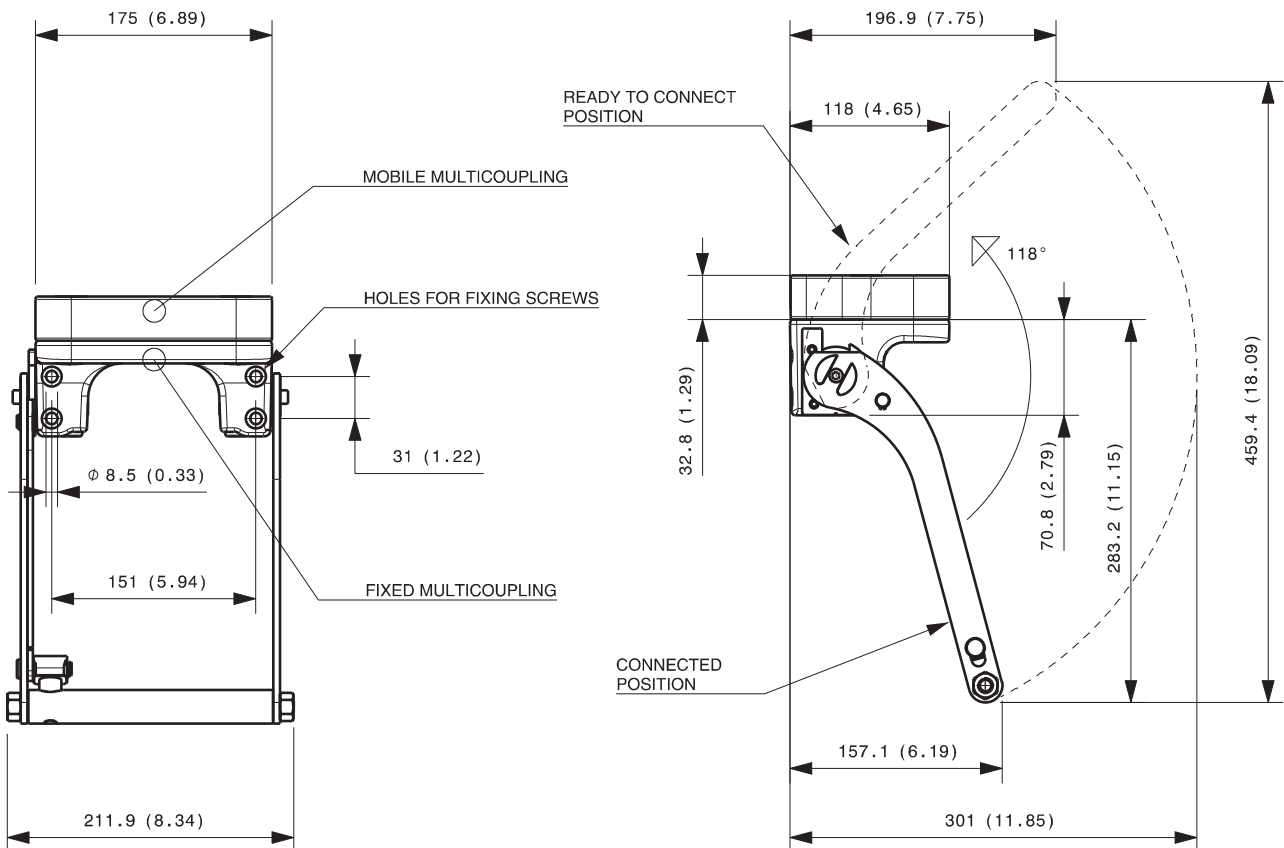 175 (6.89)
196.9 (7.75)
READY TO CONNECT
POSITION
118 (4.65)
MOBILE MULTICOUPLING
118°
HOLES FOR FIXING SCREWS
32.8 (1.29)
459.4 (18.09)
31 (1.22)
ϕ 8.5 (0.33)
70.8 (2.79)
283.2 (11.15)
151 (5.94)
FIXED MULTICOUPLING
CONNECTED
POSITION
157.1 (6.19)
211.9 (8.34)
301 (11.85)